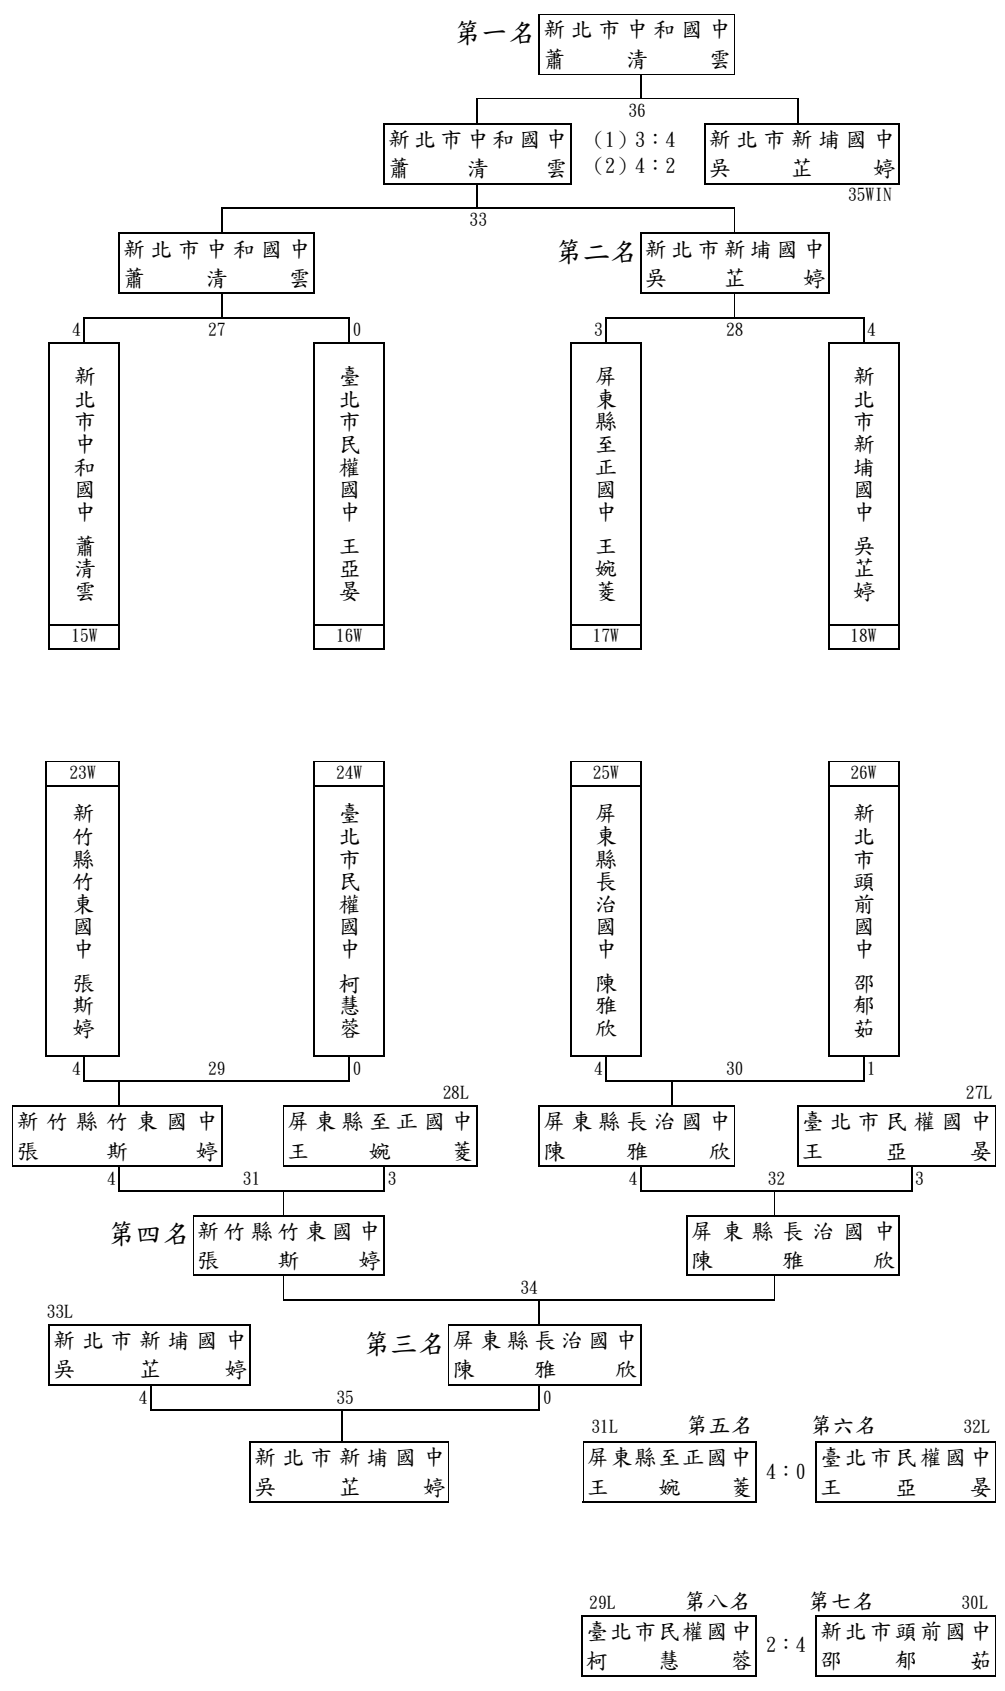 第一名
新北市中和國中
蕭清雲
36
新北市中和國中
蕭清雲
(1)3：4
(2)4：2
新北市新埔國中
吳芷婷
35WIN
33
新北市中和國中
蕭清雲
第二名
新北市新埔國中
吳芷婷
4
27
0
3
28
4
新北市中和國中 蕭清雲
臺北市民權國中 王亞晏
屏東縣至正國中 王婉菱
新北市新埔國中 吳芷婷
15W
16W
17W
18W
23W
24W
25W
26W
新竹縣竹東國中 張斯婷
臺北市民權國中 柯慧蓉
屏東縣長治國中 陳雅欣
新北市頭前國中 邵郁茹
4
29
0
4
30
1
28L
27L
新竹縣竹東國中
張斯婷
屏東縣至正國中
王婉菱
屏東縣長治國中
陳雅欣
臺北市民權國中
王亞晏
4
31
3
4
32
3
第四名
新竹縣竹東國中
張斯婷
屏東縣長治國中
陳雅欣
34
33L
新北市新埔國中
吳芷婷
第三名
屏東縣長治國中
陳雅欣
4
35
0
新北市新埔國中
吳芷婷
31L
第五名
第六名
32L
屏東縣至正國中
王婉菱
4：0
臺北市民權國中
王亞晏
29L
第八名
第七名
30L
臺北市民權國中
柯慧蓉
2：4
新北市頭前國中
邵郁茹